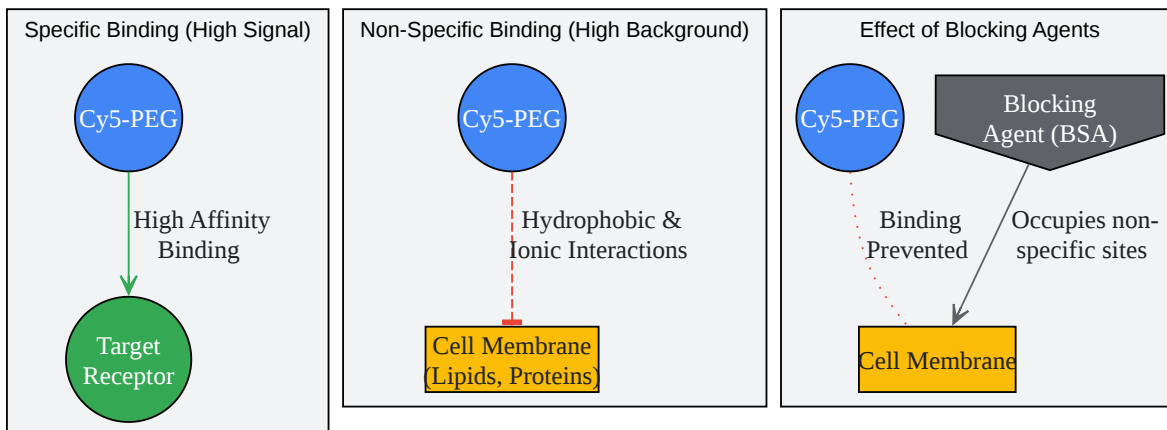 Specific Binding (High Signal)
Cy5-PEG
High Affinity
Binding
Target
Receptor
Non-Specific Binding (High Background)
Cy5-PEG
Hydrophobic &
Ionic Interactions
Cell Membrane
(Lipids, Proteins)
Effect of Blocking Agents
Cy5-PEG
Blocking
Agent (BSA)
Binding
Prevented
Occupies non-
specific sites
Cell Membrane